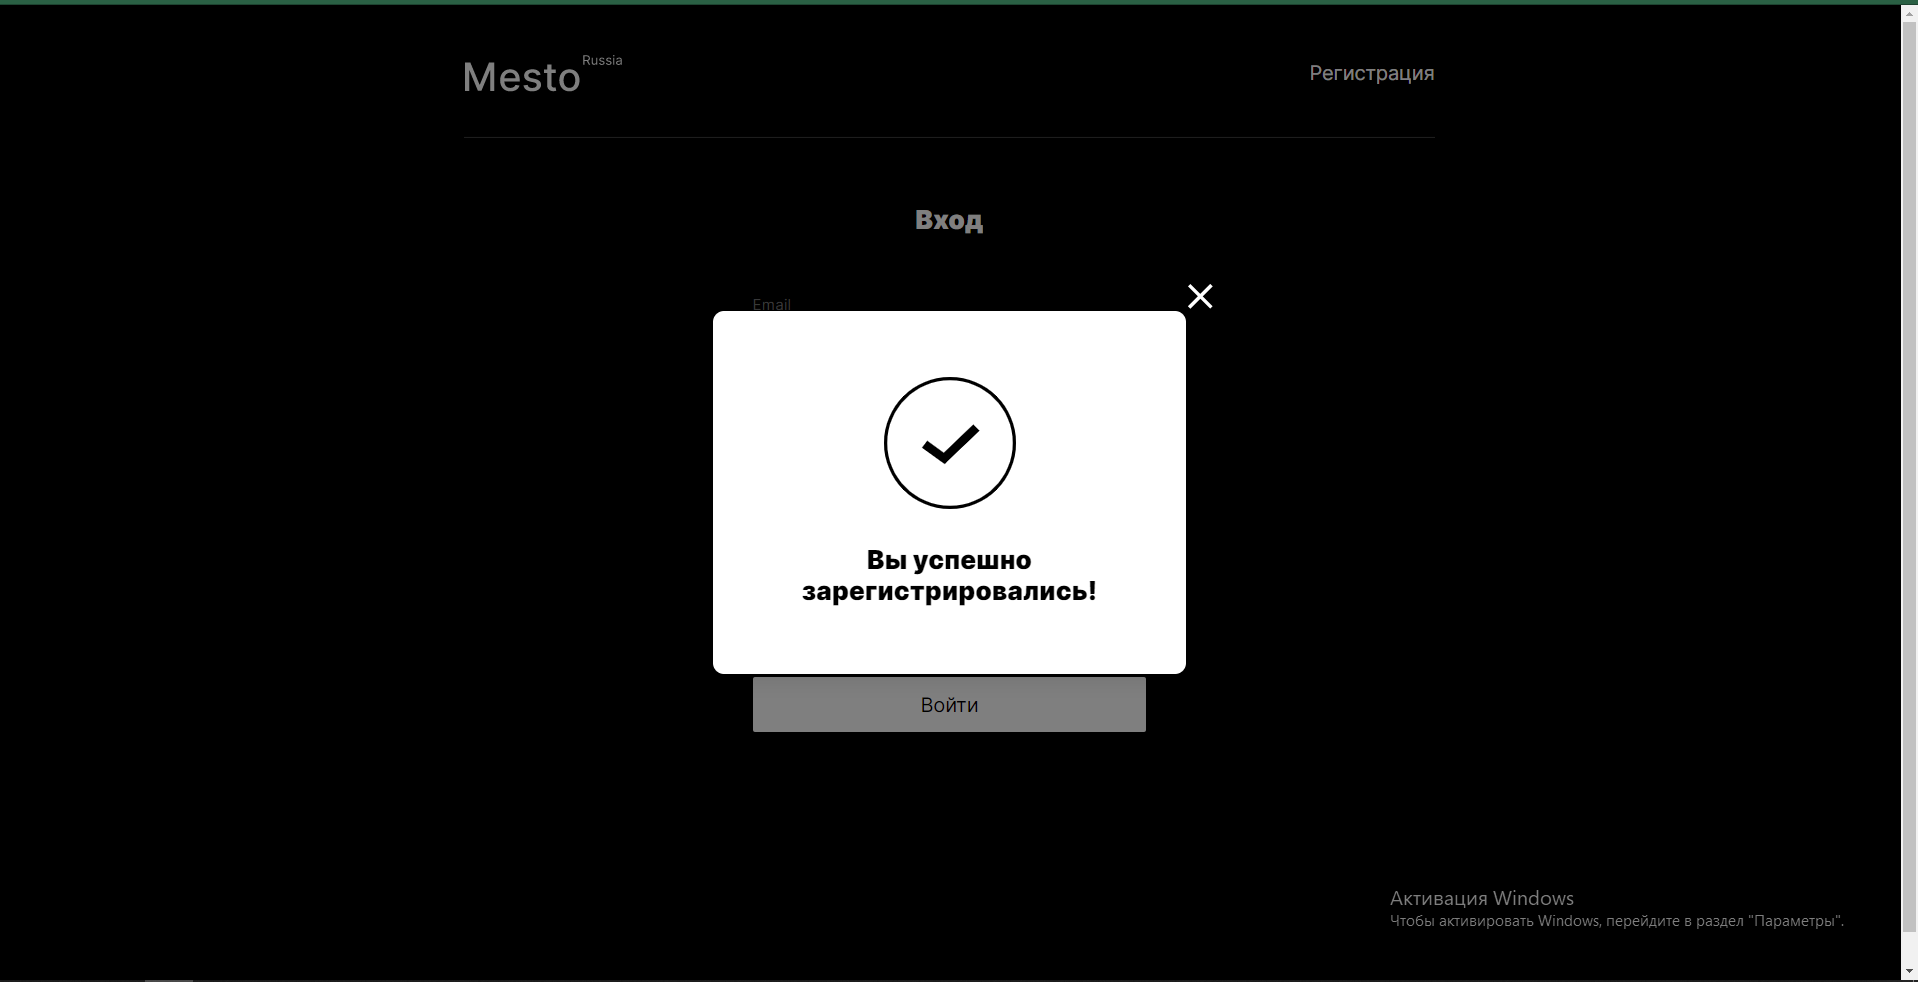 Mesto Russia
Регистрация
Вход
Email
Вы успешно
зарегистрировались!
Войти
Активация Windows
Чтобы активировать Windows, перейдите в раздел "Параметры".